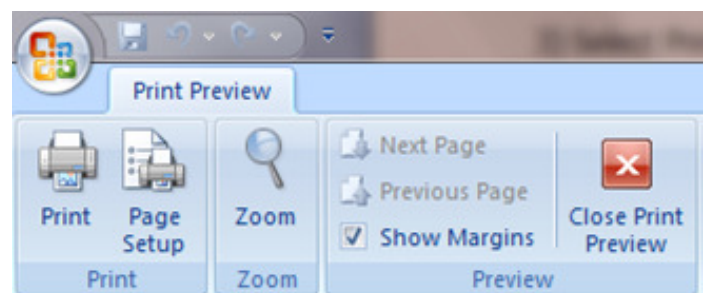 Print Preview
Print
Page
Setup
Print
Zoom
Zoom
Next Page
Previous Page
Show Margins
Close Print
Preview
Preview